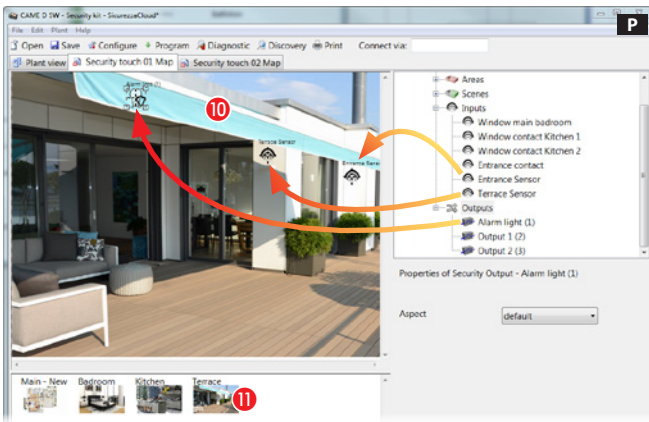 CAME D SW - Security kit - SicurezzaCloud*
P
File Edit Plant Help
Open Save Configure Program Diagnostic Discovery Print Connect via:
Plant view Security touch 01 Map Security touch 02 Map
Alarm light (1)
10
Terrace Sensor
Entrance Sensor
Areas
Scenes
Inputs
Window main badroom
Window contact Kitchen 1
Window contact Kitchen 2
Entrance contact
Entrance Sensor
Terrace Sensor
Outputs
Alarm light (1)
Output 1 (2)
Output 2 (3)
Properties of Security Output - Alarm light (1)
Aspect default
Main - New Badroom Kitchen Terrace
11